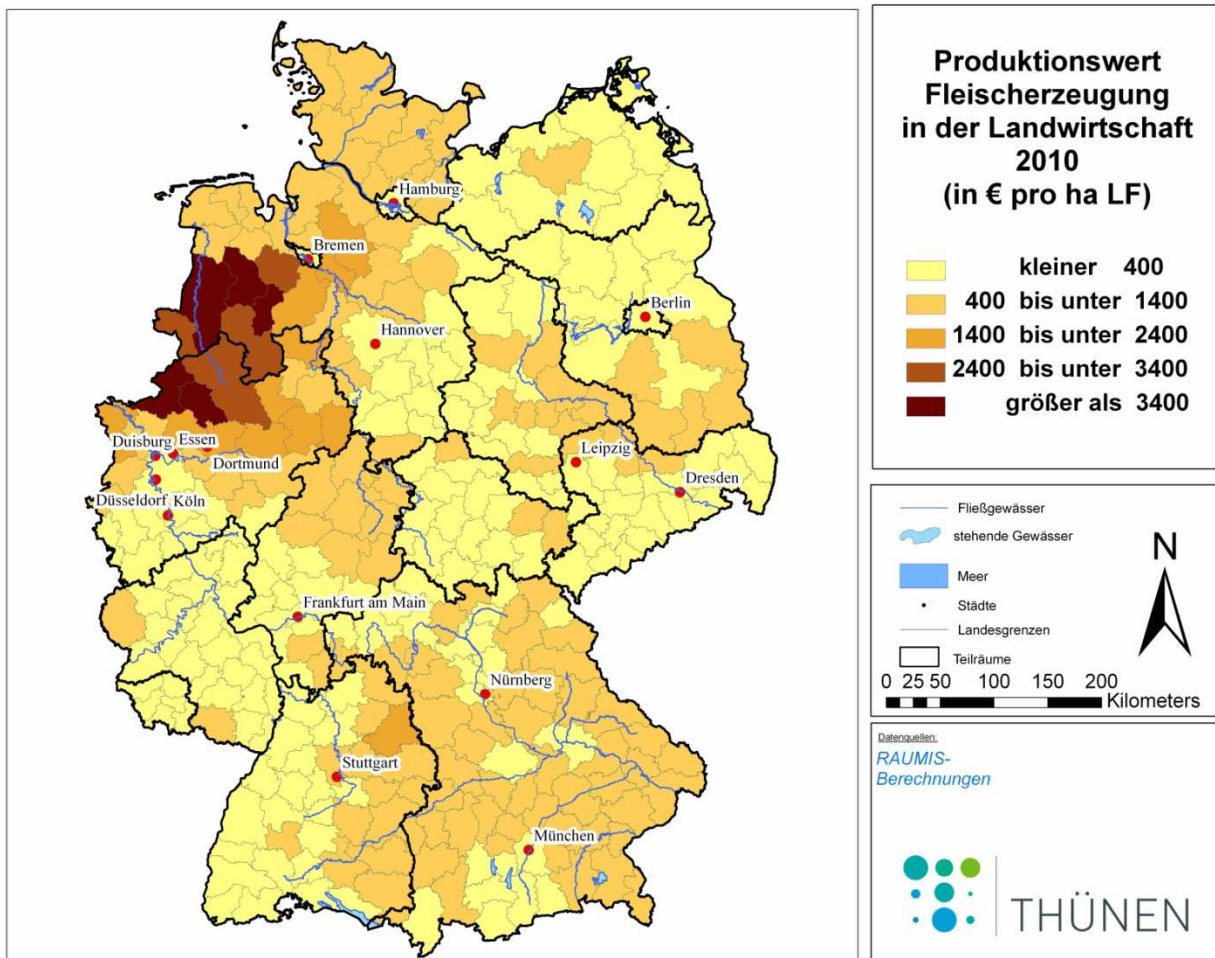 Produktionswert
Fleischerzeugung
in der Landwirtschaft
2010
(in € pro ha LF)
kleiner 400
400 bis unter 1400
1400 bis unter 2400
2400 bis unter 3400
größer als 3400
Hamburg
Bremen
Berlin
Hannover
Duisburg
Essen
Dortmund
Leipzig
Dresden
Düsseldorf
Köln
Frankfurt am Main
Nürnberg
Stuttgart
München
Fließgewässer
stehende Gewässer
Meer
Städte
Landesgrenzen
Teilräume
N
0 25 50 100 150 200
Kilometers
Datenquellen:
RAUMIS-
Berechnungen
THÜNEN